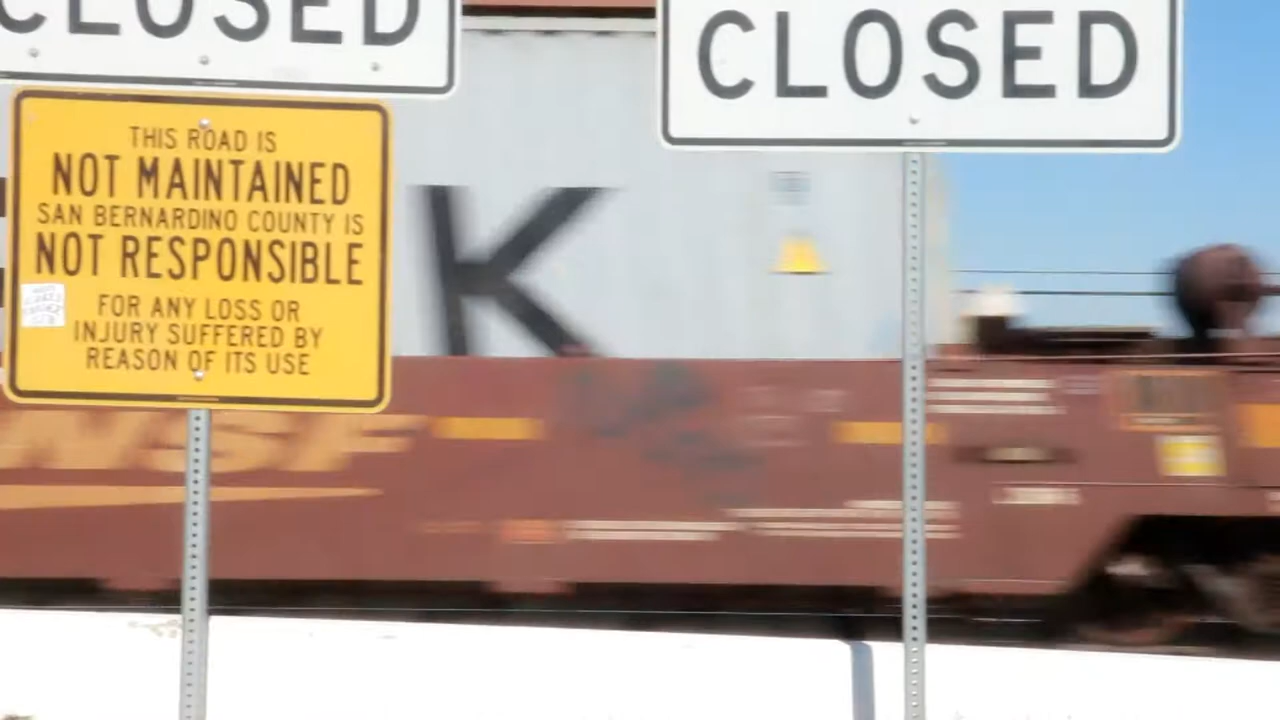 CLOSED
CLOSED
THIS ROAD IS
NOT MAINTAINED
SAN BERNARDINO COUNTY IS
NOT RESPONSIBLE
FOR ANY LOSS OR
INJURY SUFFERED BY
REASON OF ITS USE
K
NSF